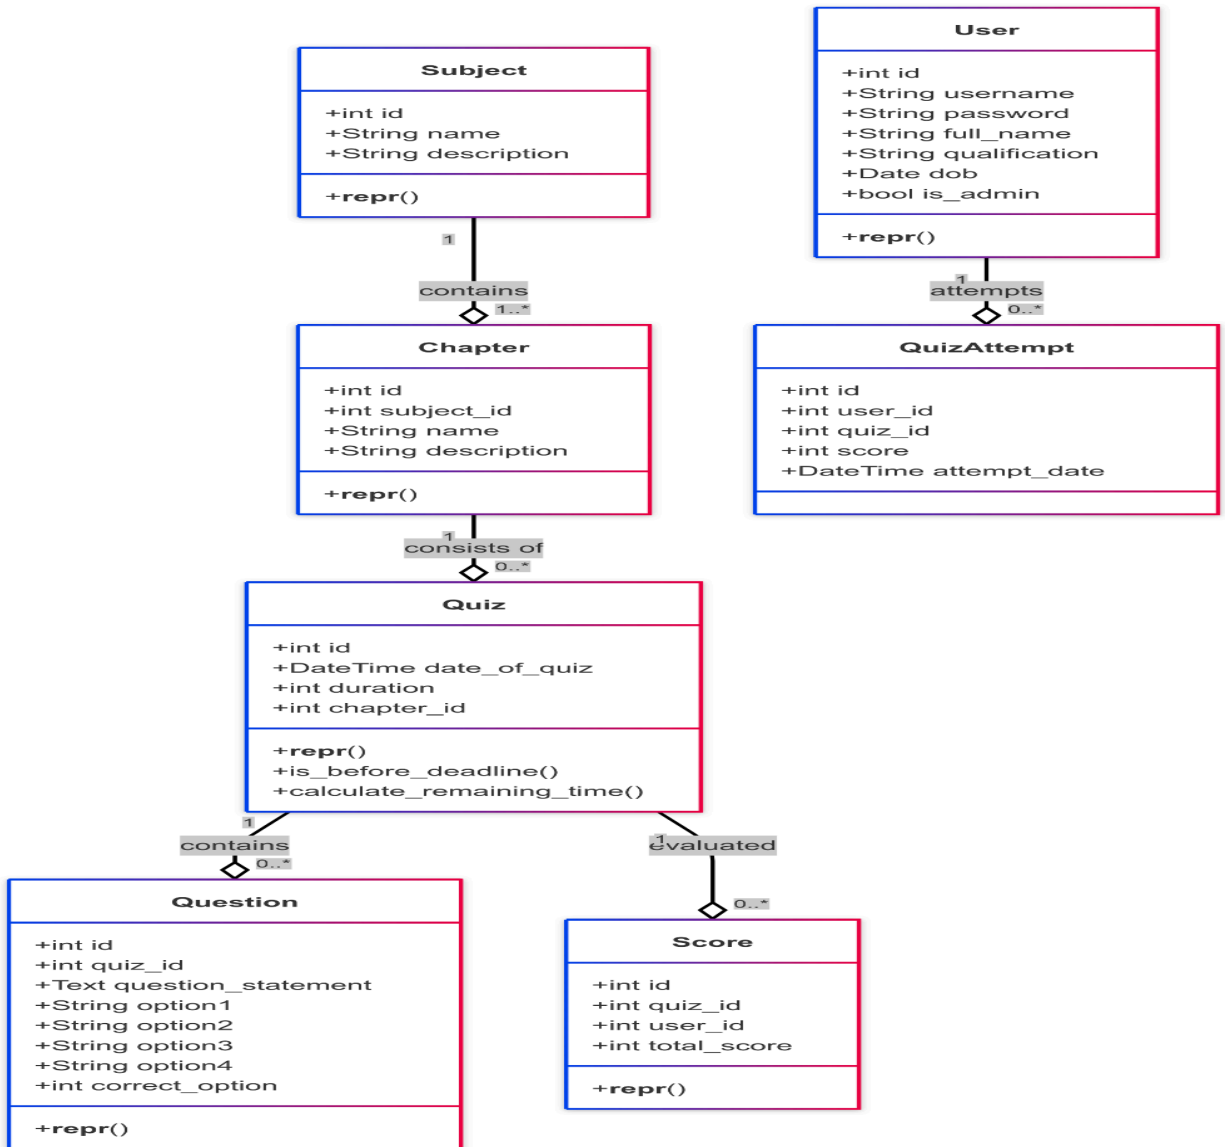 User
+int id
+String username
+String password
+String full_name
+String qualification
+Date dob
+bool is_admin
+repr()
Subject
+int id
+String name
+String description
+repr()
1
contains
1..*
1
attempts
0..*
Chapter
+int id
+int subject_id
+String name
+String description
+repr()
QuizAttempt
+int id
+int user_id
+int quiz_id
+int score
+DateTime attempt_date
1
consists of
0..*
Quiz
+int id
+DateTime date_of_quiz
+int duration
+int chapter_id
+repr()
+is_before_deadline()
+calculate_remaining_time()
1
contains
0..*
1
evaluated
0..*
Question
+int id
+int quiz_id
+Text question_statement
+String option1
+String option2
+String option3
+String option4
+int correct_option
+repr()
Score
+int id
+int quiz_id
+int user_id
+int total_score
+repr()